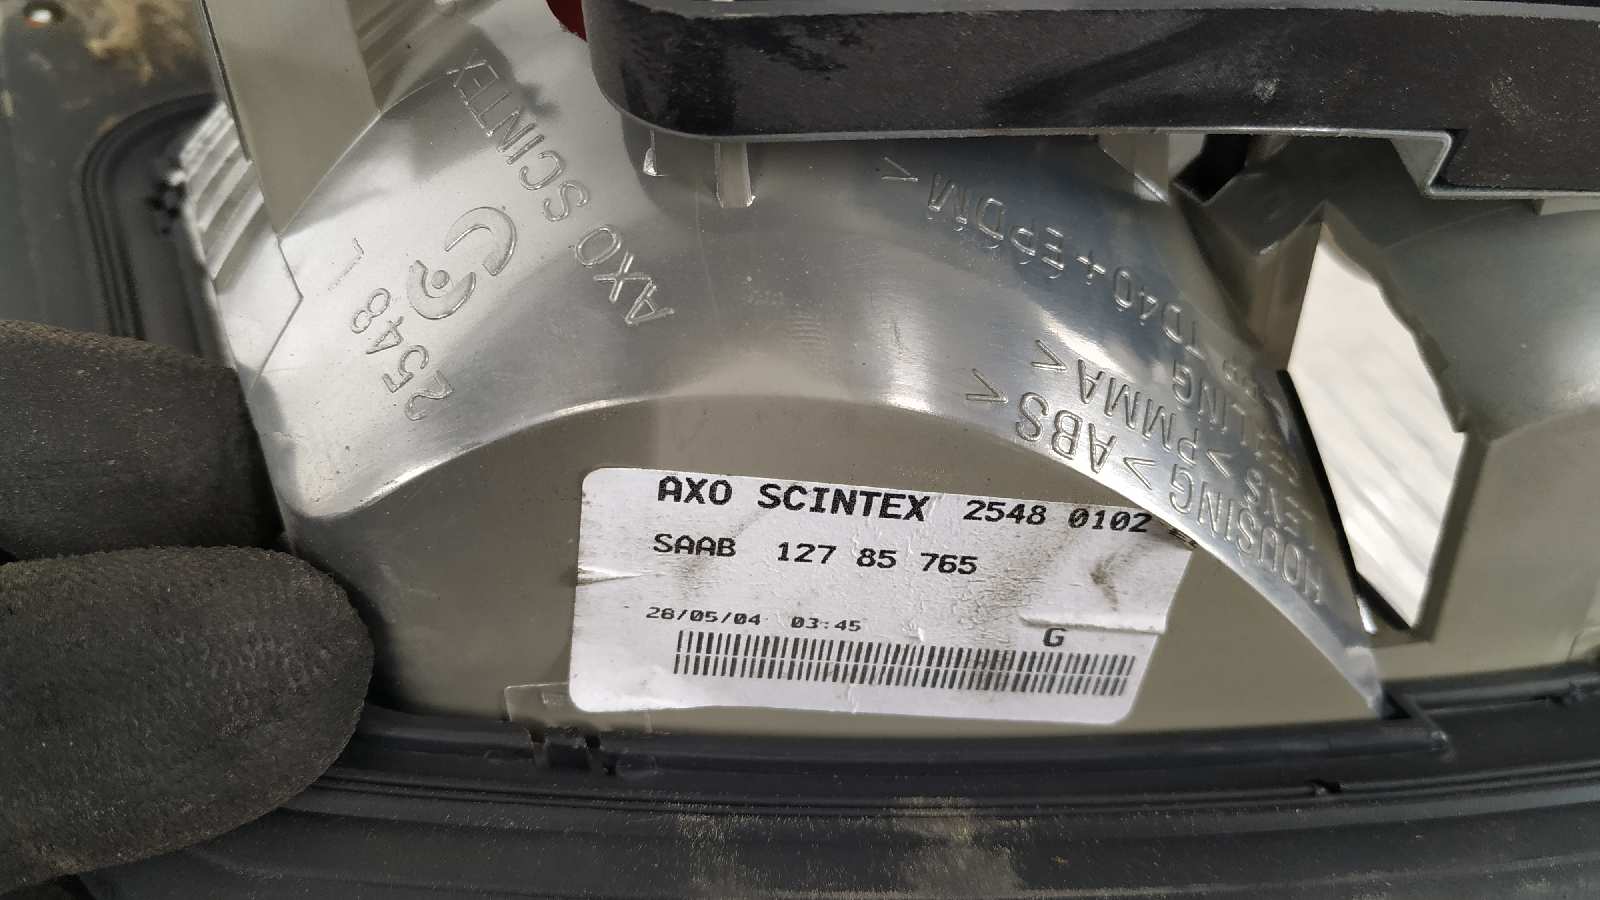 AXO SCINTEX
2548 L
HOUSING >ABS<
LENS >PMMA<
TD40+EPDM<
AXO SCINTEX 2548 0102
SAAB 127 85 765
28/05/04 03:45
G